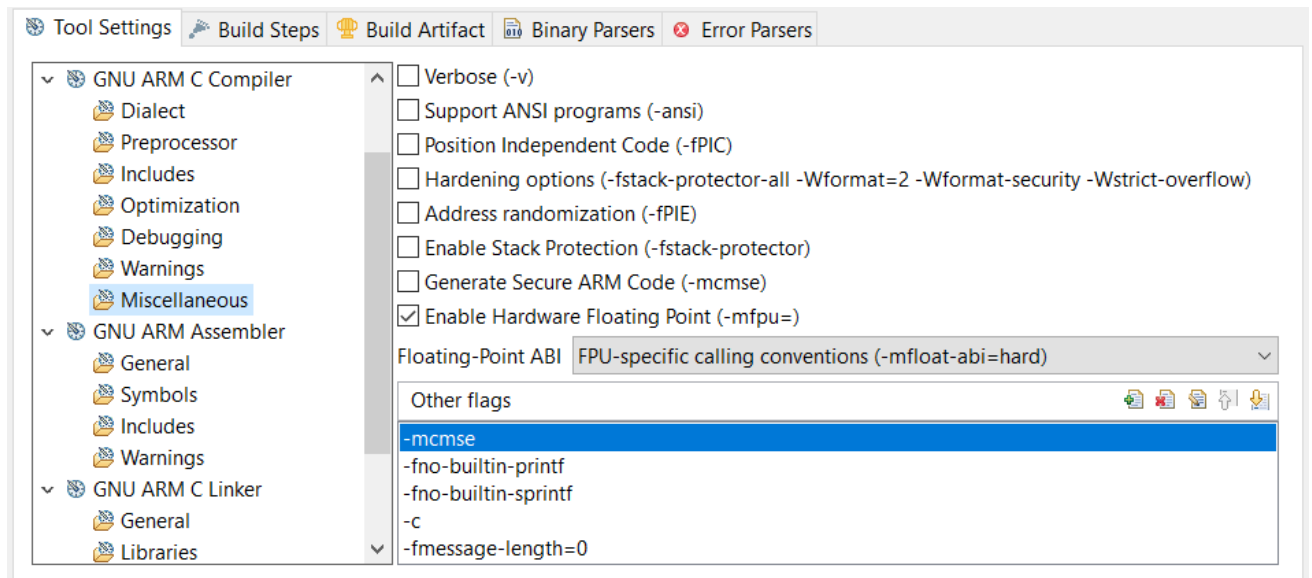 Tool Settings Build Steps Build Artifact Binary Parsers Error Parsers
GNU ARM C Compiler
Dialect
Preprocessor
Includes
Optimization
Debugging
Warnings
Miscellaneous
GNU ARM Assembler
General
Symbols
Includes
Warnings
GNU ARM C Linker
General
Libraries
Verbose (-v)
Support ANSI programs (-ansi)
Position Independent Code (-fPIC)
Hardening options (-fstack-protector-all -Wformat=2 -Wformat-security -Wstrict-overflow)
Address randomization (-fPIE)
Enable Stack Protection (-fstack-protector)
Generate Secure ARM Code (-mcmse)
Enable Hardware Floating Point (-mfpu=)
Floating-Point ABI FPU-specific calling conventions (-mfloat-abi=hard)
Other flags
-mcmse
-fno-builtin-printf
-fno-builtin-sprintf
-c
-fmessage-length=0